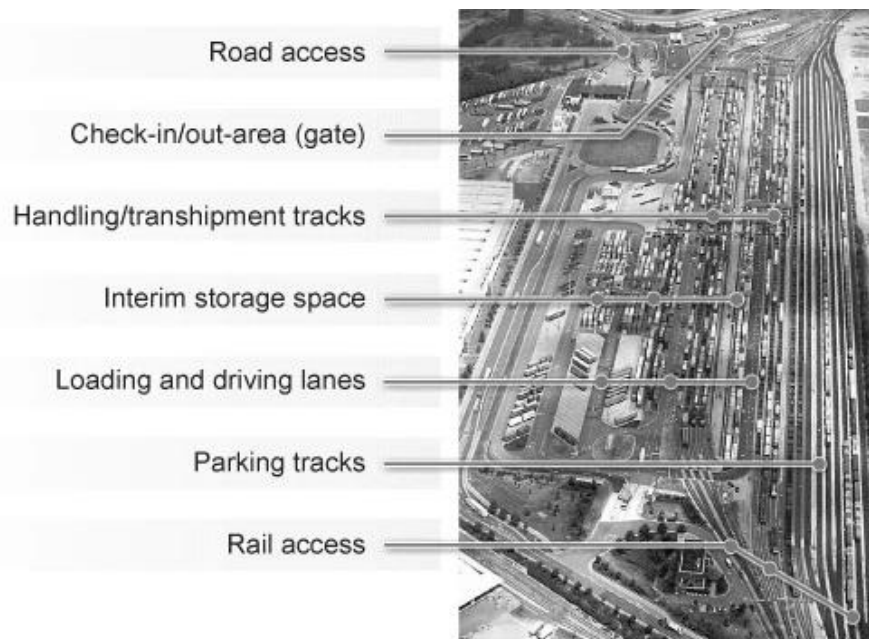 Road access
Check-in/out-area (gate)
Handling/transhipment tracks
Interim storage space
Loading and driving lanes
Parking tracks
Rail access